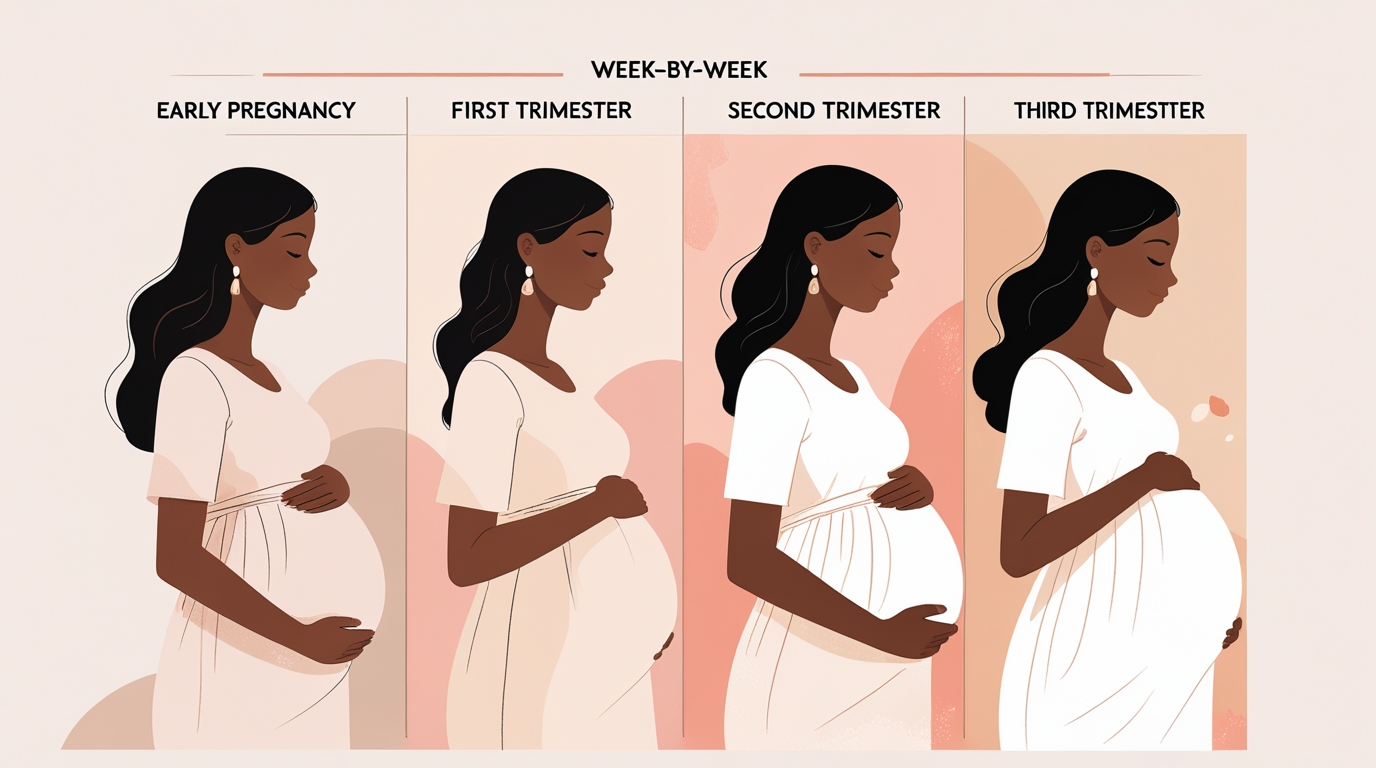 WEEK-BY-WEEK
EARLY PREGNANCY
FIRST TRIMESTER
SECOND TRIMESTER
THIRD TRIMESTTER